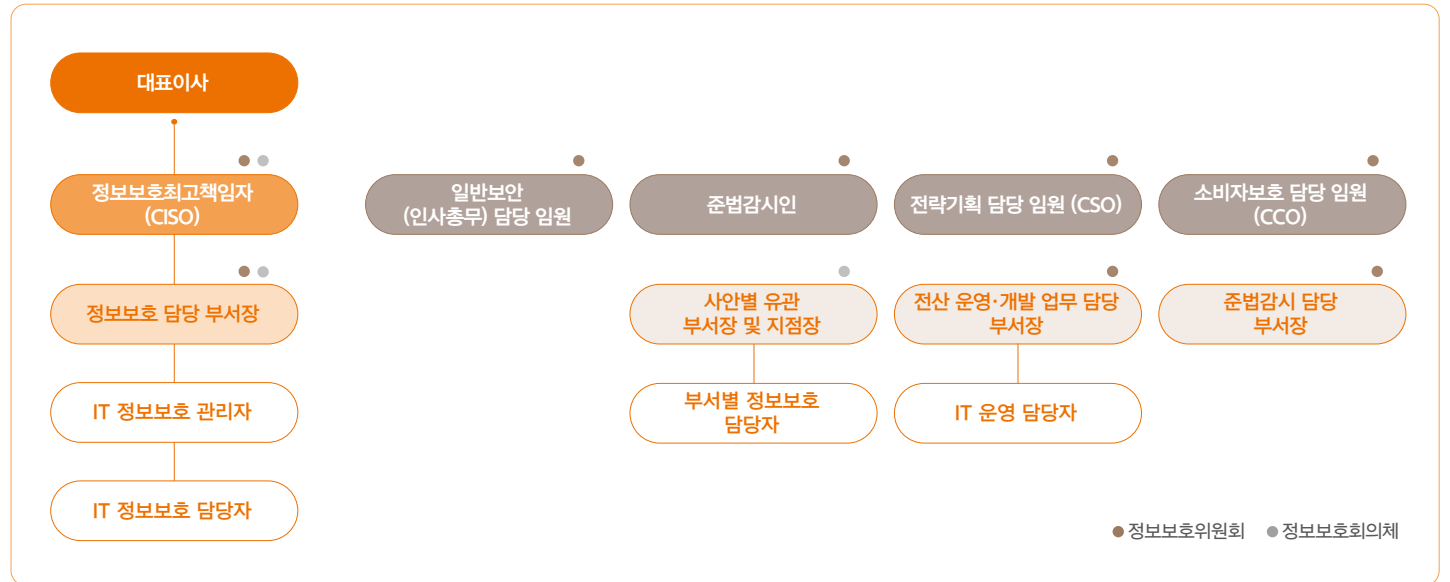 대표이사
정보보호최고책임자
(CISO)
일반보안
(인사총무) 담당 임원
준법감시인
전략기획 담당 임원 (CSO)
소비자보호 담당 임원
(CCO)
정보보호 담당 부서장
사안별 유관
부서장 및 지점장
전산 운영·개발 업무 담당
부서장
준법감시 담당
부서장
IT 정보보호 관리자
부서별 정보보호
담당자
IT 운영 담당자
IT 정보보호 담당자
정보보호위원회
정보보호회의체